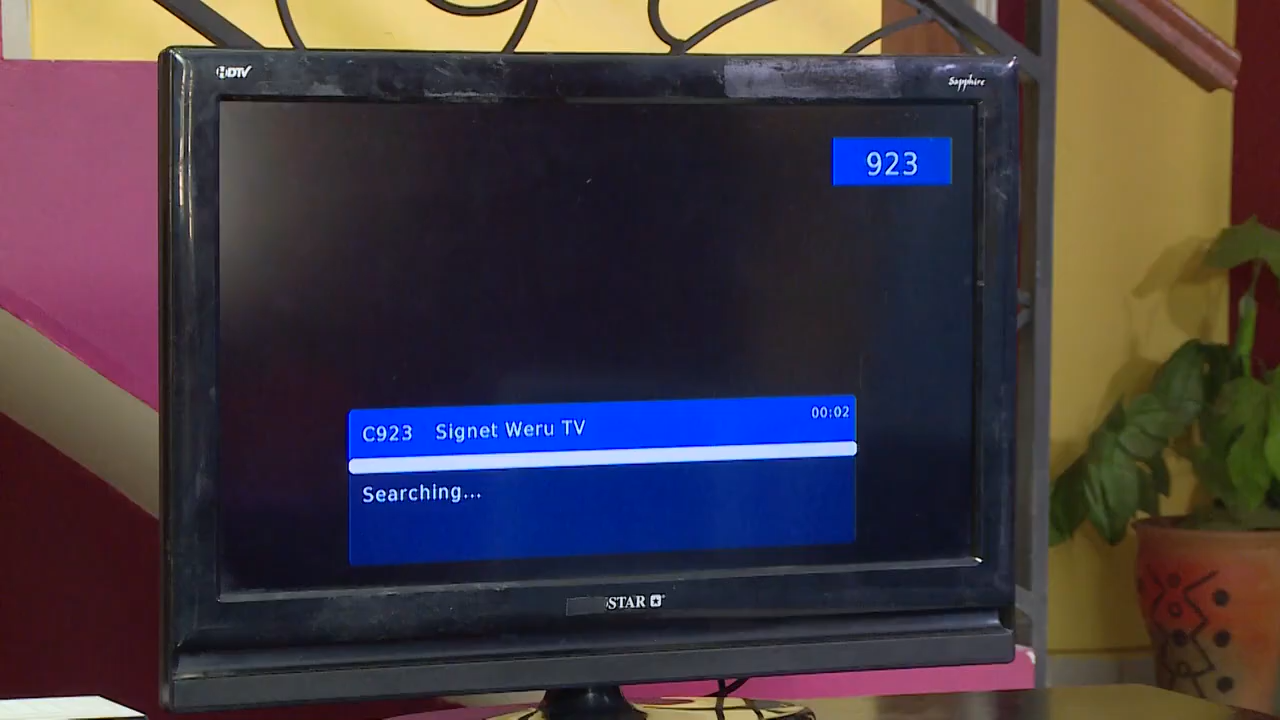 HDTV
Sapphire
923
C923 Signet Weru TV 00:02
Searching...
STAR